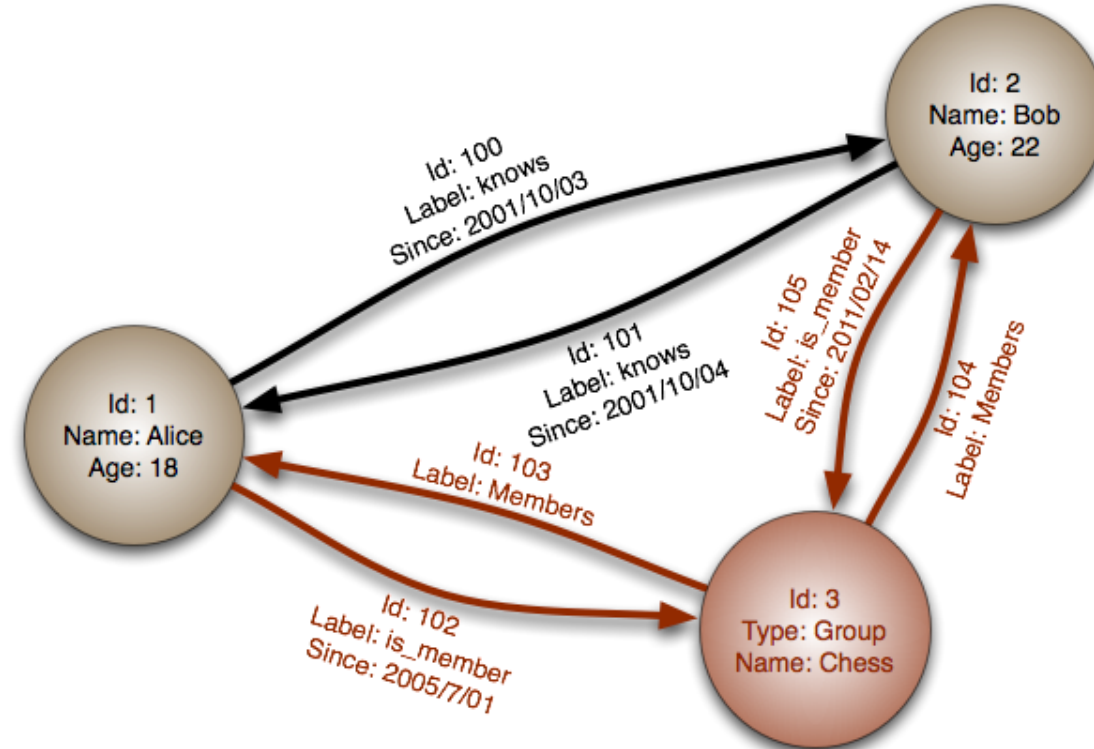 Id: 2
Name: Bob
Age: 22
Id: 100
Label: knows
Since: 2001/10/03
Id: 101
Label: knows
Since: 2001/10/04
Id: 105
Label: is_member
Since: 2011/02/14
Id: 104
Label: Members
Id: 1
Name: Alice
Age: 18
Id: 103
Label: Members
Id: 102
Label: is_member
Since: 2005/7/01
Id: 3
Type: Group
Name: Chess